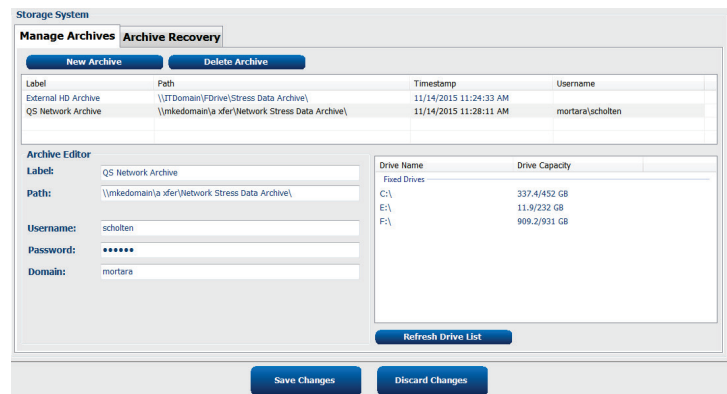 Storage System
Manage Archives Archive Recovery
New Archive Delete Archive
Label Path Timestamp Username
External HD Archive \\ITDomain\FDrive\Stress Data Archive\ 11/14/2015 11:24:33 AM
QS Network Archive \\mkedomain\a xfer\Network Stress Data Archive\ 11/14/2015 11:28:11 AM mortara\scholten
Archive Editor
Label: QS Network Archive
Path: \\mkedomain\a xfer\Network Stress Data Archive\
Username: scholten
Password: ●●●●●●
Domain: mortara
Drive Name Drive Capacity
Fixed Drives
C:\ 337.4/452 GB
E:\ 11.9/232 GB
F:\ 909.2/931 GB
Refresh Drive List
Save Changes Discard Changes